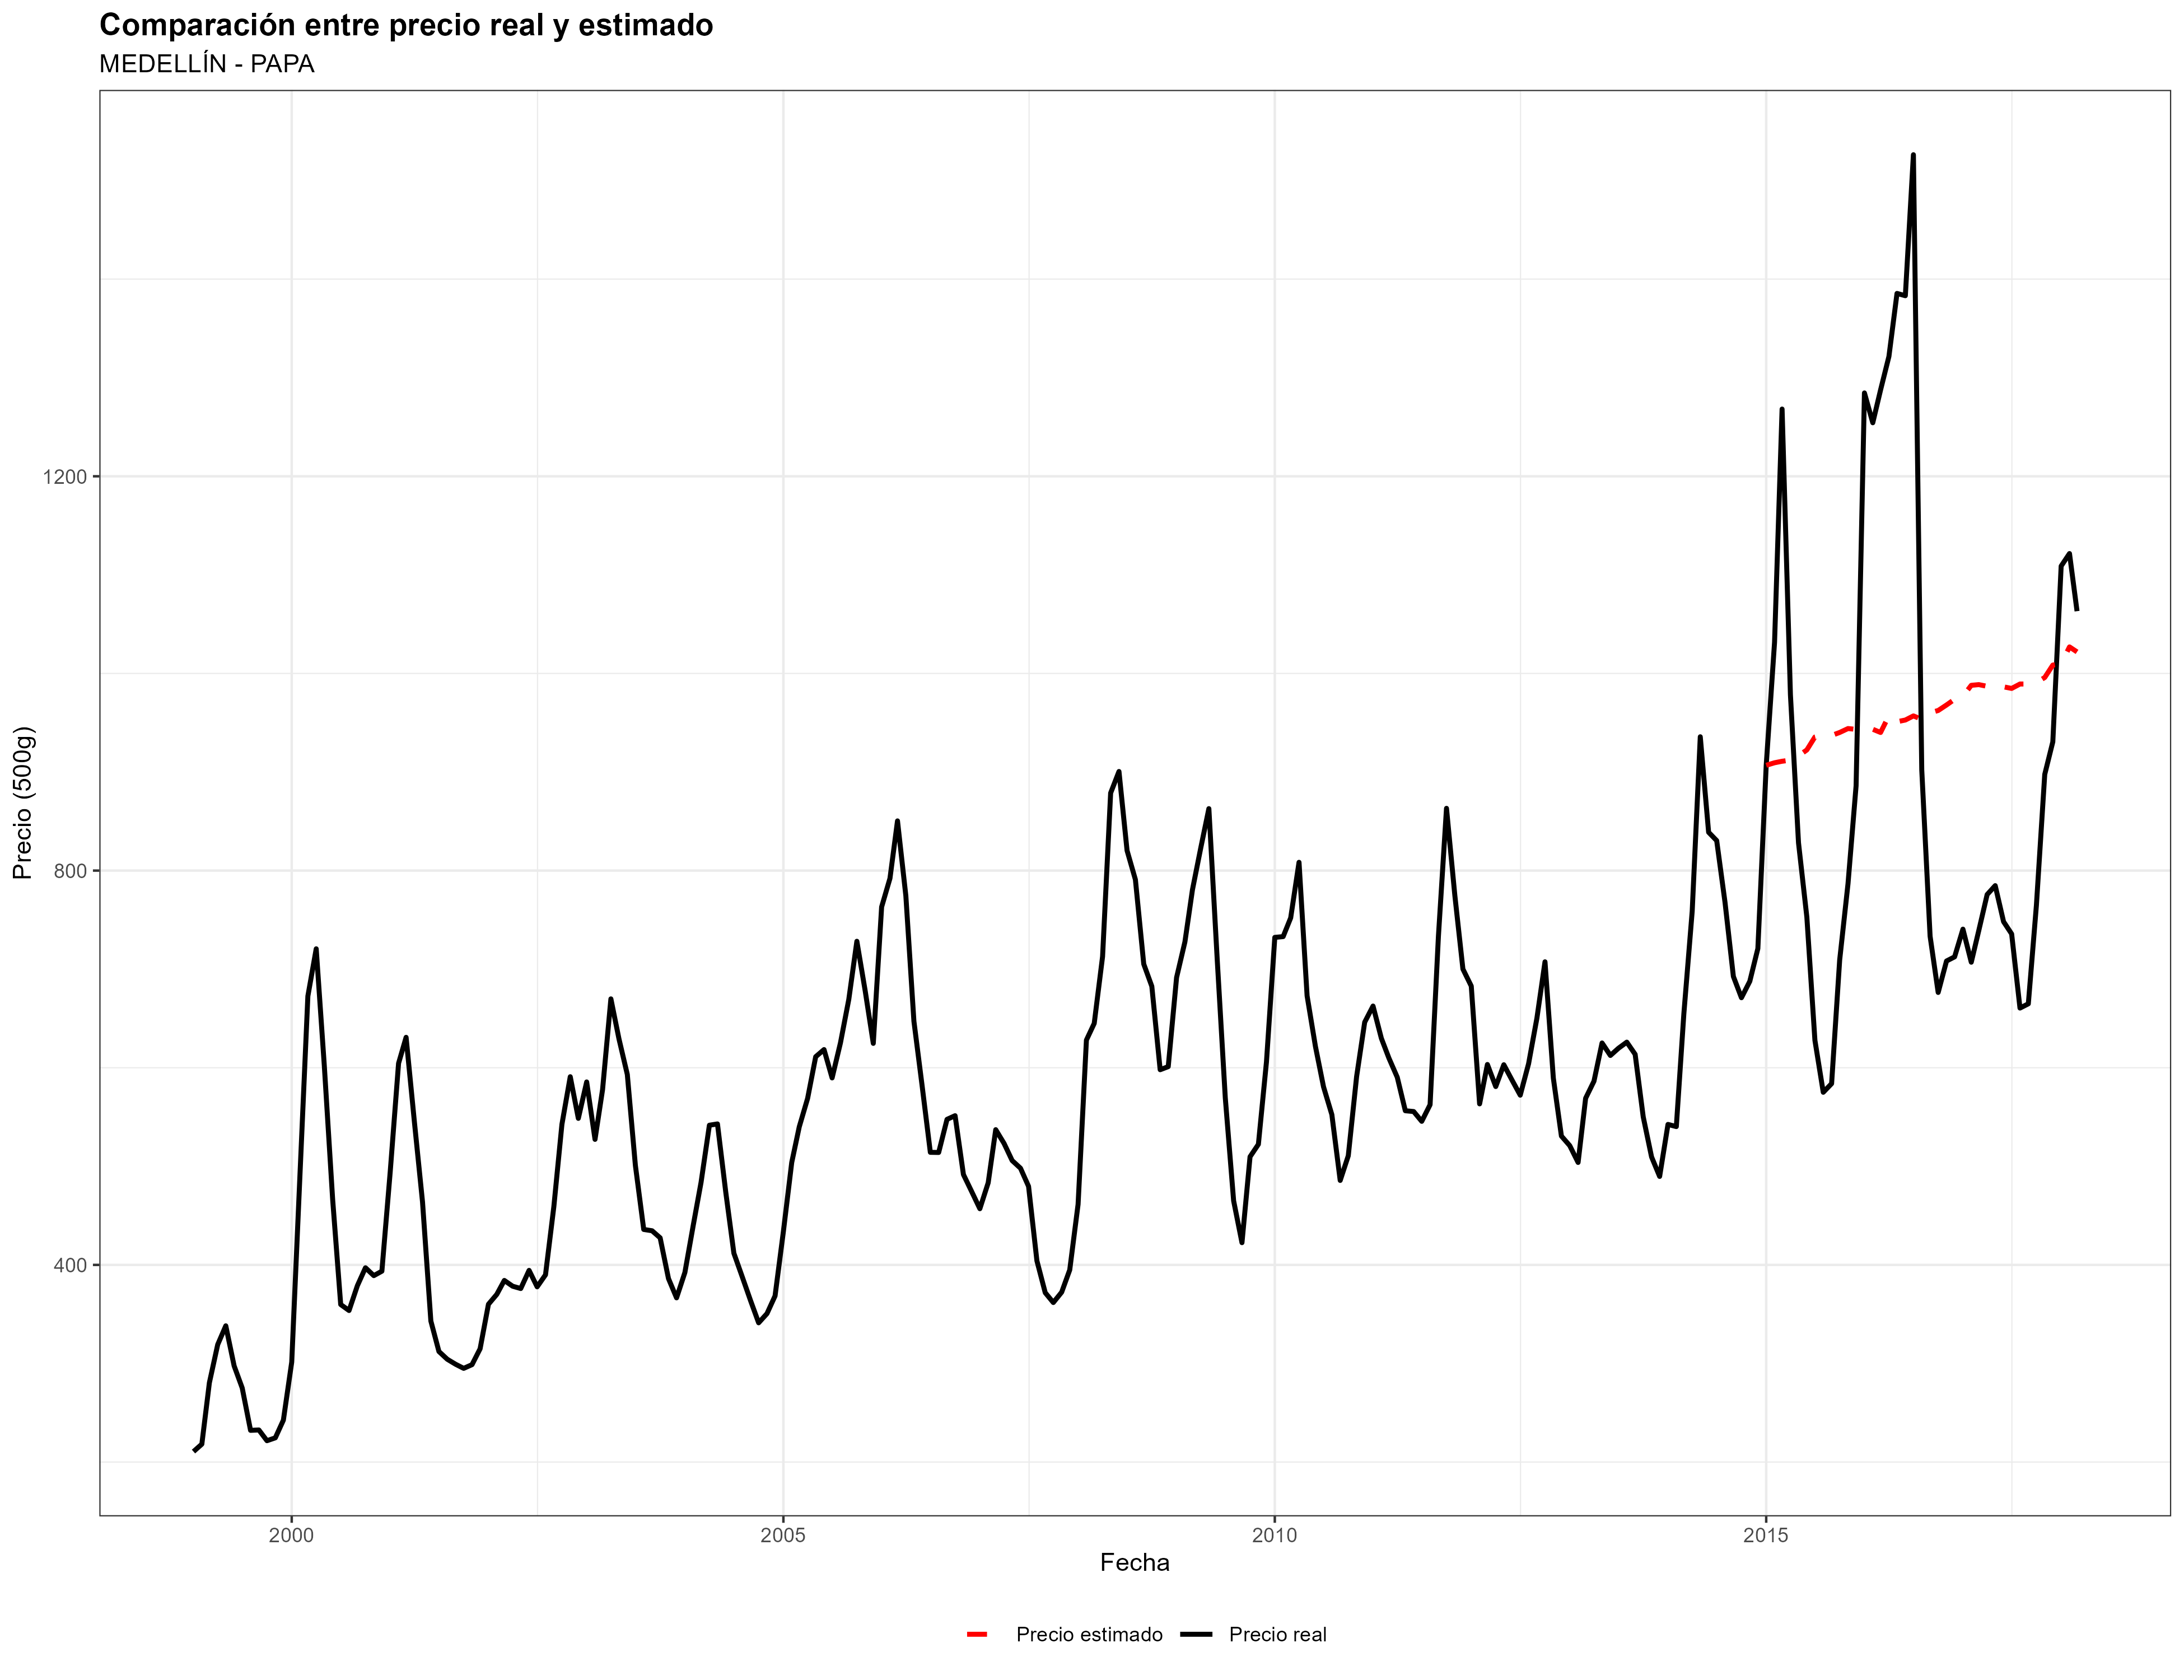 Comparación entre precio real y estimado
MEDELLÍN - PAPA
Precio (500g)
1200
800
400
2000 2005 2010 2015
Fecha
Precio estimado Precio real